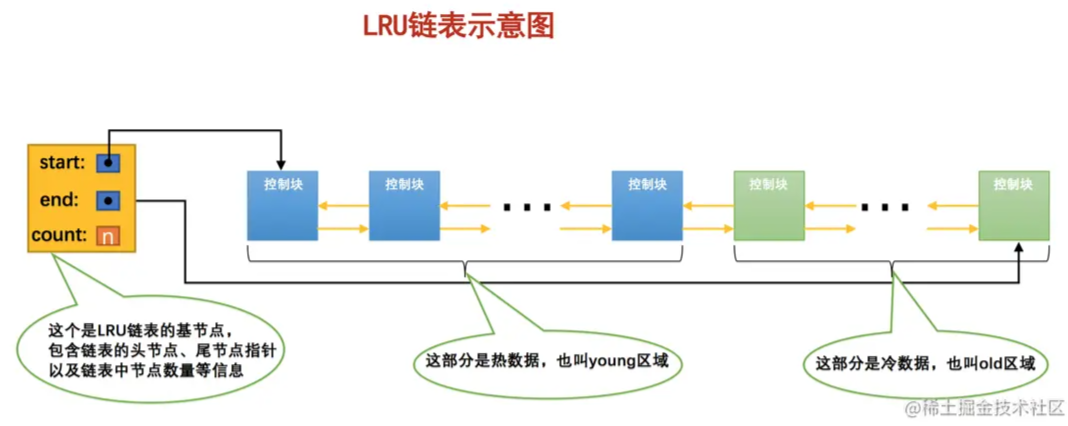 LRU链表示意图
start:
end:
count: n
控制块
控制块
控制块
控制块
控制块
这个是LRU链表的基节点，
包含链表的头节点、尾节点指针
以及链表中节点数量等信息
这部分是热数据，也叫young区域
这部分是冷数据，也叫old区域
@稀土掘金技术社区